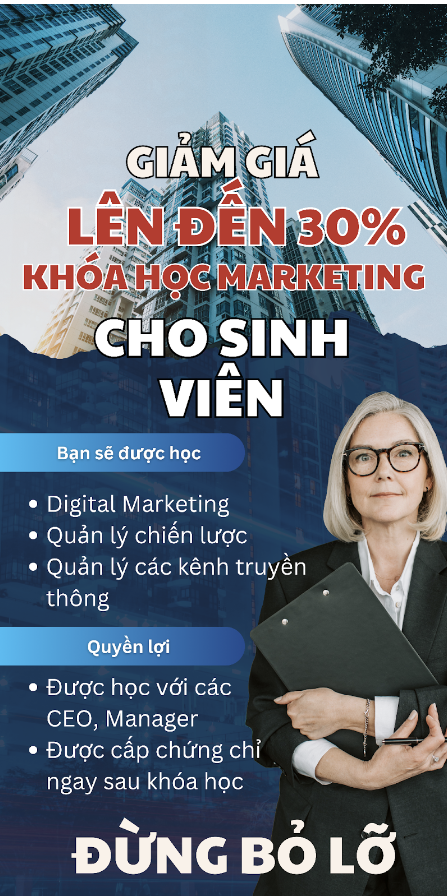 GIẢM GIÁ
LÊN ĐẾN 30%
KHÓA HỌC MARKETING
CHO SINH
VIÊN
Bạn sẽ được học
• Digital Marketing
• Quản lý chiến lược
• Quản lý các kênh truyền
thông
Quyền lợi
• Được học với các
CEO, Manager
• Được cấp chứng chỉ
ngay sau khóa học
ĐỪNG BỎ LỠ